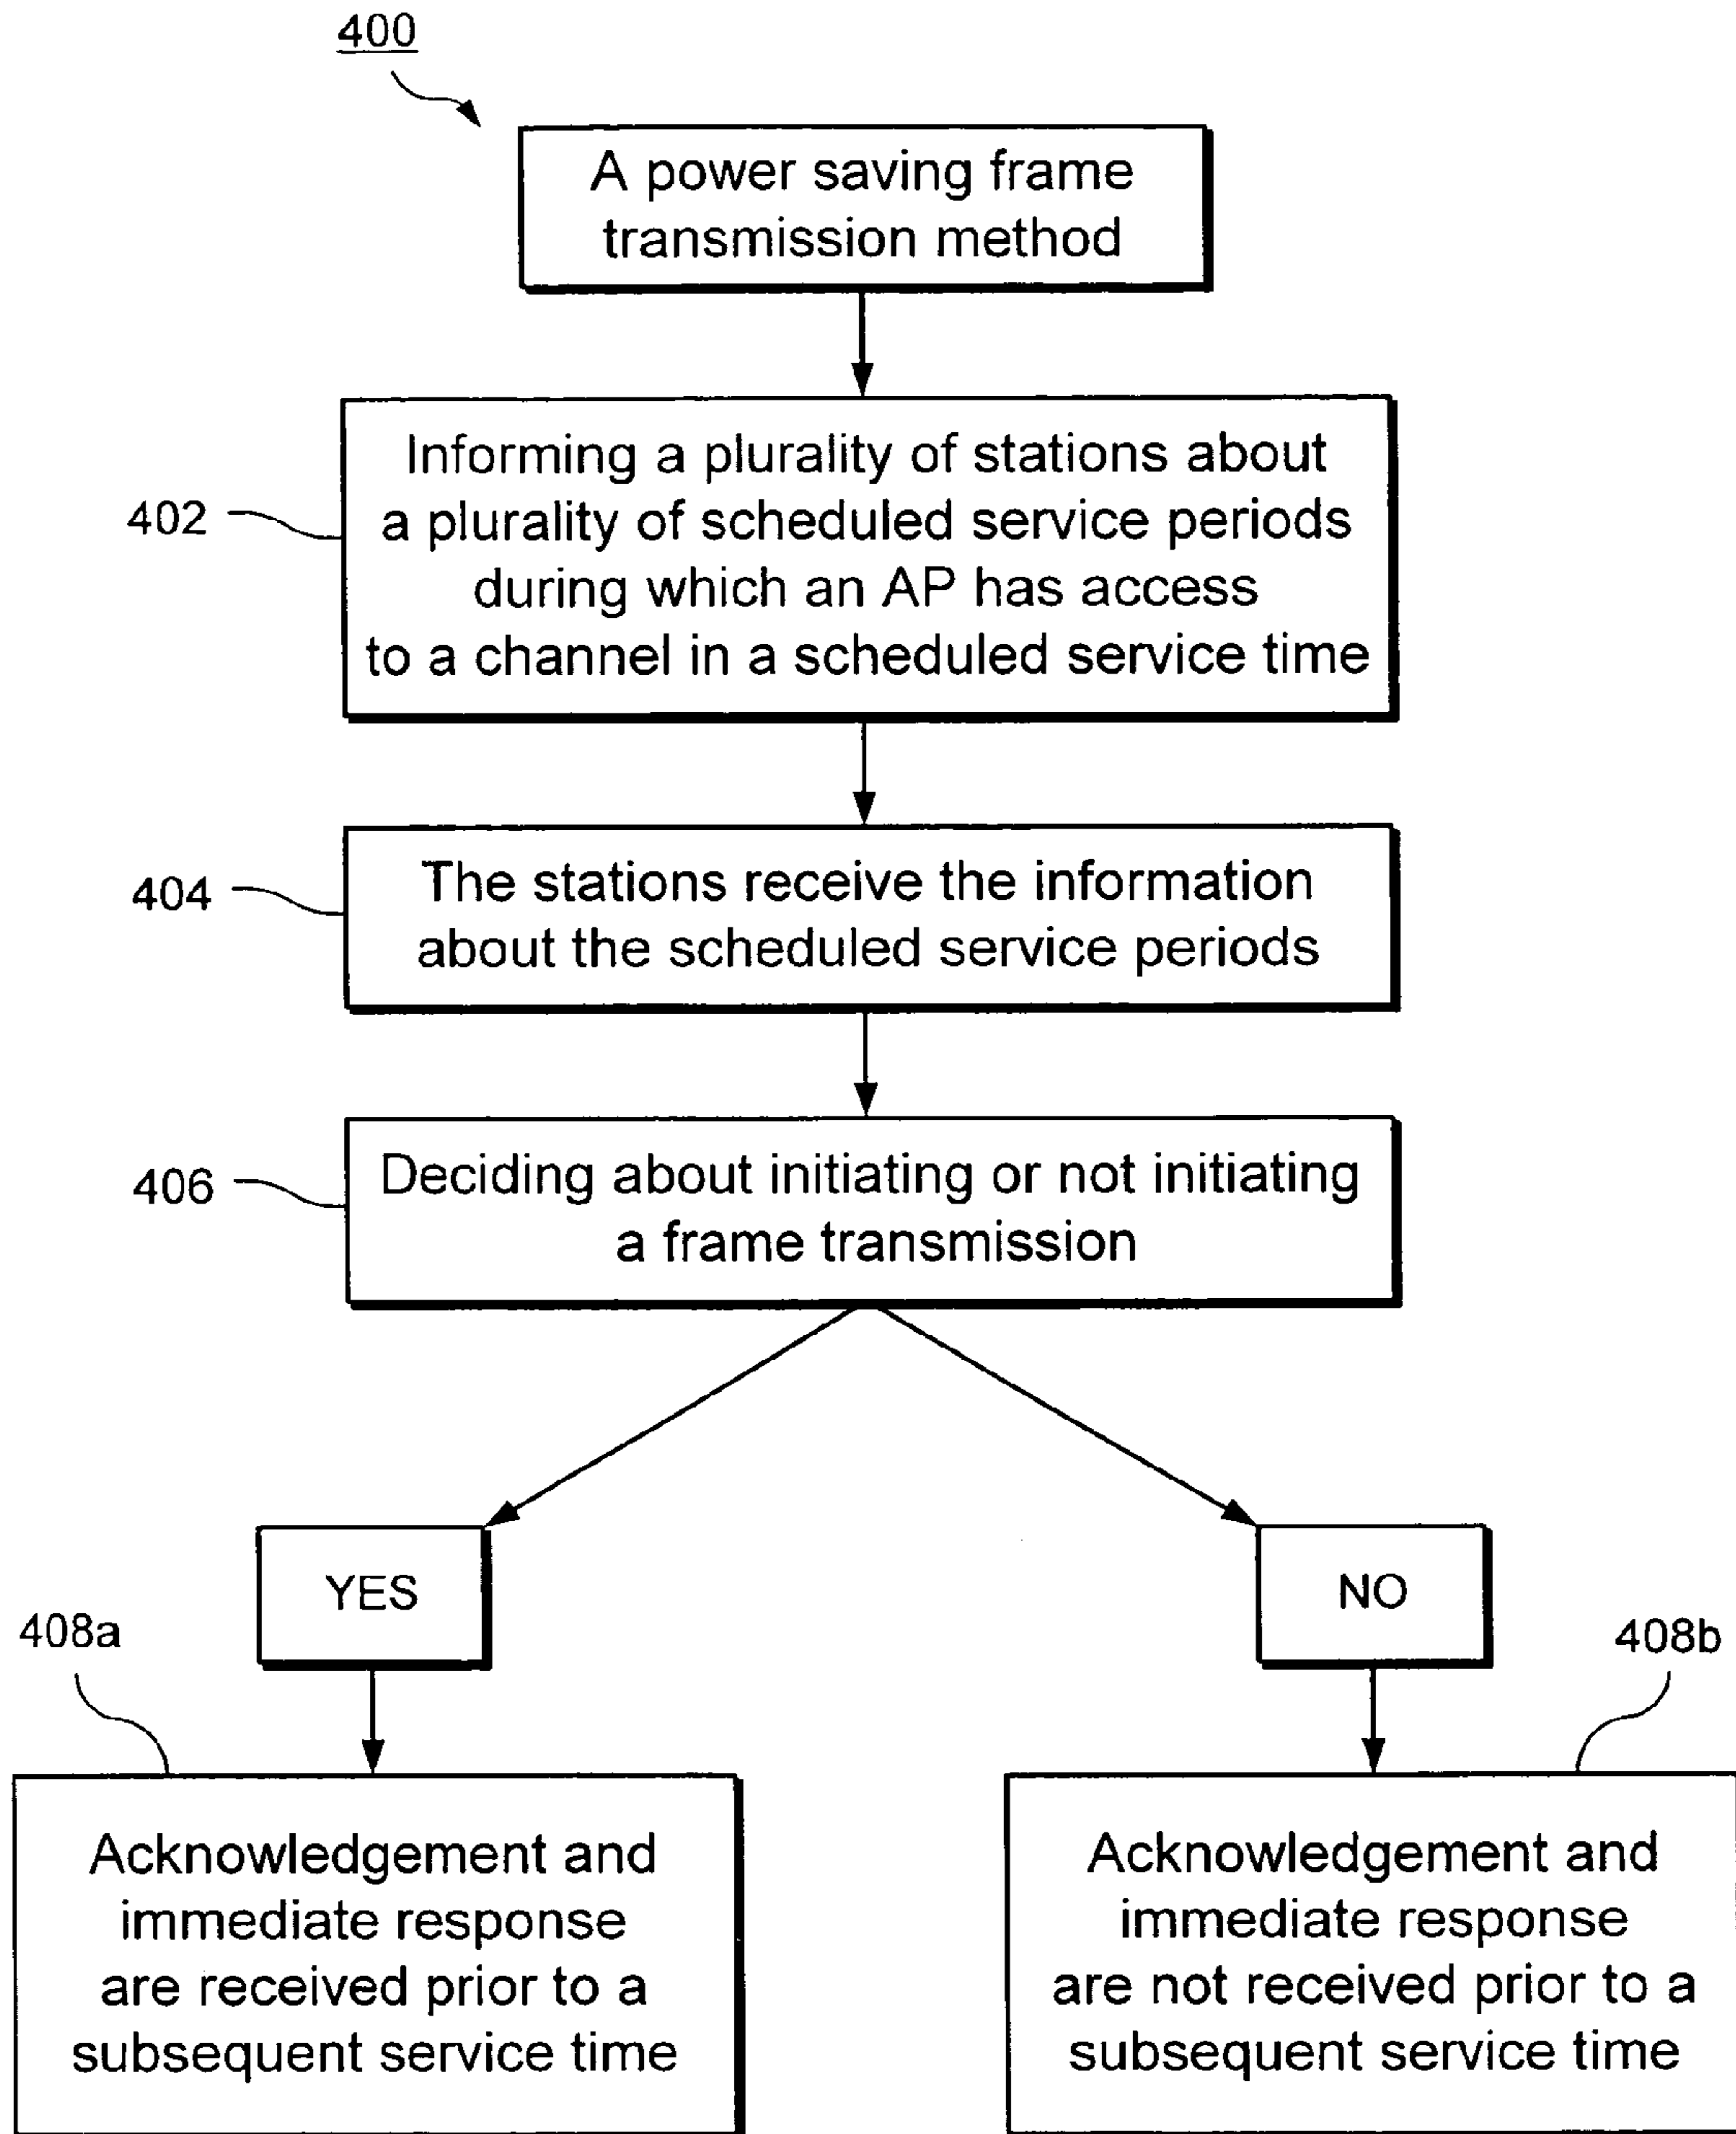 400
A power saving frame
transmission method
402
Informing a plurality of stations about
a plurality of scheduled service periods
during which an AP has access
to a channel in a scheduled service time
404
The stations receive the information
about the scheduled service periods
406
Deciding about initiating or not initiating
a frame transmission
YES
NO
408a
408b
Acknowledgement and
immediate response
are received prior to a
subsequent service time
Acknowledgement and
immediate response
are not received prior to a
subsequent service time